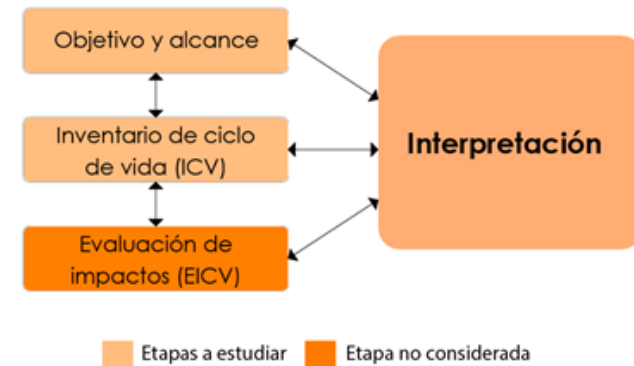 Objetivo y alcance
Inventario de ciclo
de vida (ICV)
Interpretación
Evaluación de
impactos (EICV)
Etapas a estudiar
Etapa no considerada